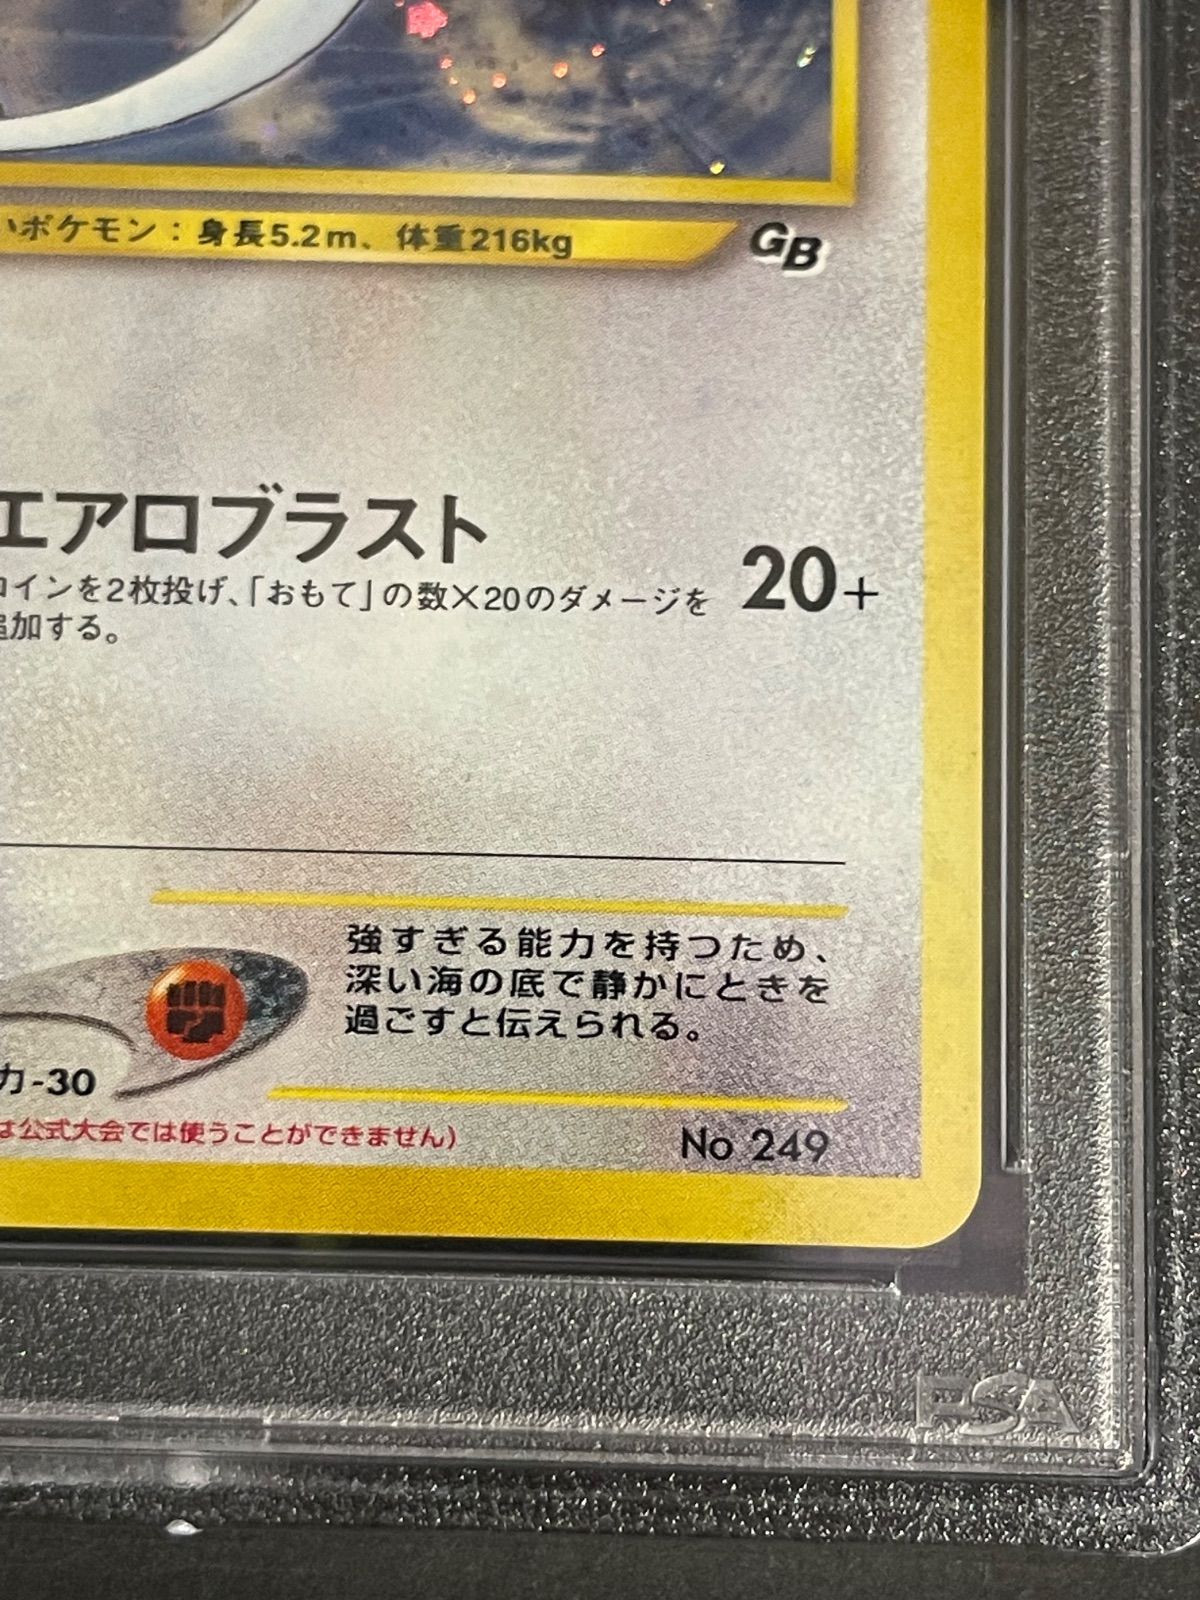 いポケモン：身長5.2m、体重216kg
GB
エアロブラスト
20+
コインを2枚投げ、「おもて」の数×20のダメージを
追加する。
強すぎる能力を持つため、
深い海の底で静かにときを
過ごすと伝えられる。
力-30
は公式大会では使うことができません）
No 249
PSA